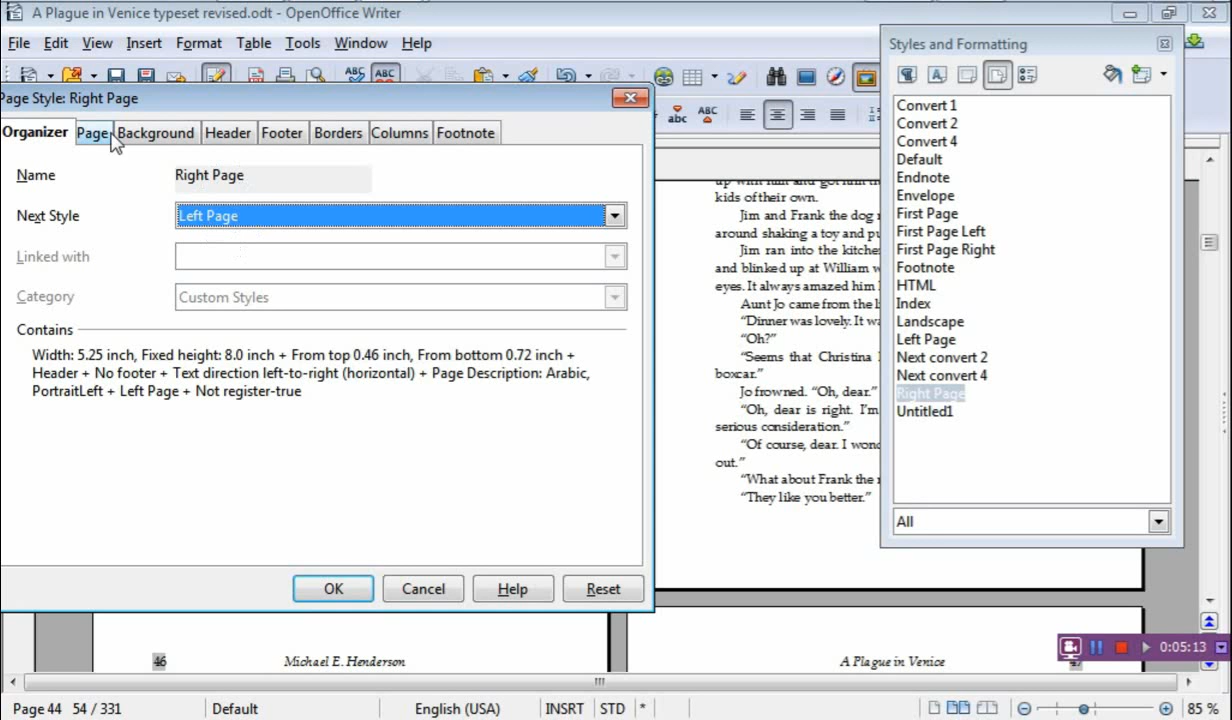 A Plague in Venice typeset revised.odt - OpenOffice Writer
File Edit View Insert Format Table Tools Window Help
Page Style: Right Page
Organizer Page Background Header Footer Borders Columns Footnote
Name Right Page
Next Style Left Page
Linked with
Category Custom Styles
Contains
Width: 5.25 inch, Fixed height: 8.0 inch + From top 0.46 inch, From bottom 0.72 inch +
Header + No footer + Text direction left-to-right (horizontal) + Page Description: Arabic,
PortraitLeft + Left Page + Not register-true
OK Cancel Help Reset
up with him and got him
kids of their own.
Jim and Frank the dog
around shaking a toy and
Jim ran into the kitche
and blinked up at William w
eyes. It always amazed him
Aunt Jo came from the li
“Dinner was lovely. It wa
“Oh?”
“Seems that Christina
boxcar.”
Jo frowned. “Oh, dear.”
“Oh, dear is right. I'm
serious consideration.”
“Of course, dear. I wond
out.”
“What about Frank the
“They like you better.”
Styles and Formatting
Convert 1
Convert 2
Convert 4
Default
Endnote
Envelope
First Page
First Page Left
First Page Right
Footnote
HTML
Index
Landscape
Left Page
Next convert 2
Next convert 4
Right Page
Untitled1
All
46 Michael E. Henderson
A Plague in Venice 47
0:05:13
Page 44 54 / 331 Default English (USA) INSRT STD * 85 %